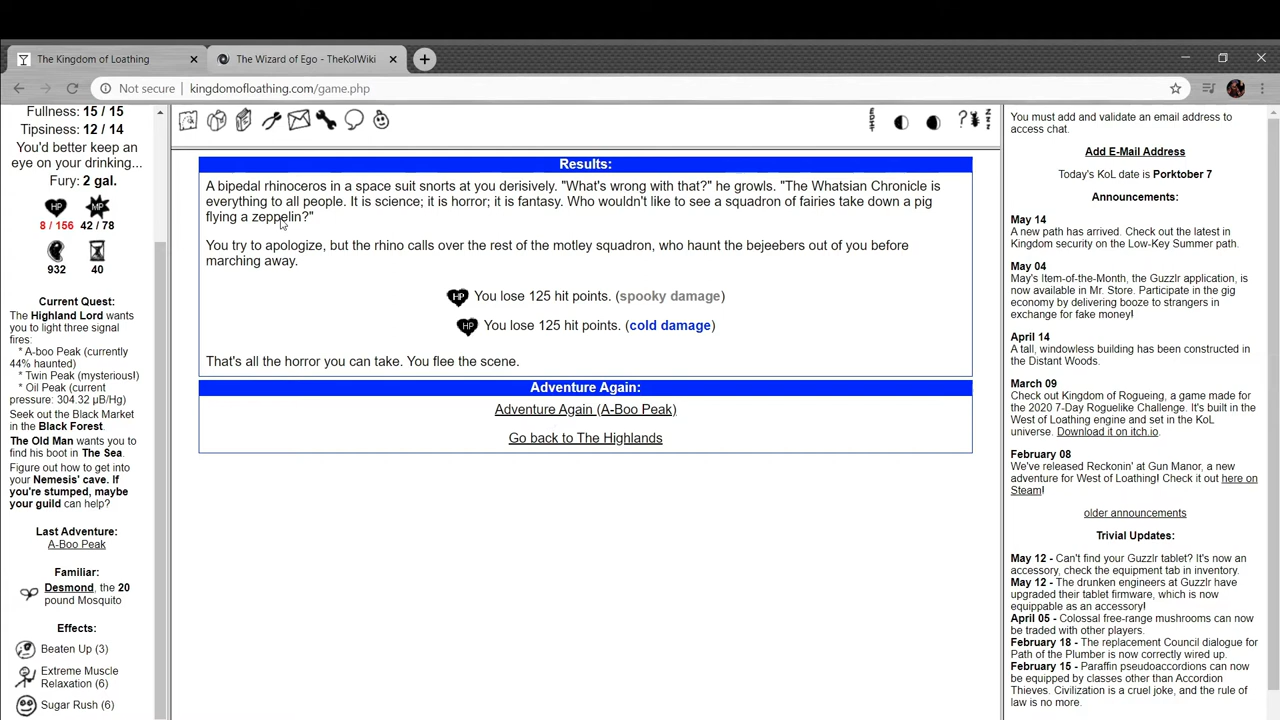 The Kingdom of Loathing
The Wizard of Ego - TheKolWiki
Not secure
kingdomofloathing.com/game.php
Fullness: 15 / 15
Tipsiness: 12 / 14
You'd better keep an
eye on your drinking...
Fury: 2 gal.
HP
MP
8 / 156
42 / 78
932
40
Current Quest:
The Highland Lord wants
you to light three signal
fires:
* A-boo Peak (currently
44% haunted)
* Twin Peak (mysterious!)
* Oil Peak (current
pressure: 304.32 µB/Hg)
Seek out the Black Market
in the Black Forest.
The Old Man wants you to
find his boot in The Sea.
Figure out how to get into
your Nemesis' cave. If
you're stumped, maybe
your guild can help?
Last Adventure:
A-Boo Peak
Familiar:
Desmond, the 20
pound Mosquito
Effects:
Beaten Up (3)
Extreme Muscle
Relaxation (6)
Sugar Rush (6)
EDIT
Results:
A bipedal rhinoceros in a space suit snorts at you derisively. "What's wrong with that?" he growls. "The Whatsian Chronicle is
everything to all people. It is science; it is horror; it is fantasy. Who wouldn't like to see a squadron of fairies take down a pig
flying a zeppelin?"
You try to apologize, but the rhino calls over the rest of the motley squadron, who haunt the bejeebers out of you before
marching away.
HP You lose 125 hit points. (spooky damage)
HP You lose 125 hit points. (cold damage)
That's all the horror you can take. You flee the scene.
Adventure Again:
Adventure Again (A-Boo Peak)
Go back to The Highlands
You must add and validate an email address to
access chat.
Add E-Mail Address
Today's KoL date is Porktober 7
Announcements:
May 14
A new path has arrived. Check out the latest in
Kingdom security on the Low-Key Summer path.
May 04
May's Item-of-the-Month, the Guzzlr application, is
now available in Mr. Store. Participate in the gig
economy by delivering booze to strangers in
exchange for fake money!
April 14
A tall, windowless building has been constructed in
the Distant Woods.
March 09
Check out Kingdom of Rogueing, a game made for
the 2020 7-Day Roguelike Challenge. It's built in the
West of Loathing engine and set in the KoL
universe. Download it on itch.io.
February 08
We've released Reckonin' at Gun Manor, a new
adventure for West of Loathing! Check it out here on
Steam!
older announcements
Trivial Updates:
May 12 - Can't find your Guzzlr tablet? It's now an
accessory, check the equipment tab in inventory.
May 12 - The drunken engineers at Guzzlr have
upgraded their tablet firmware, which is now
equippable as an accessory!
April 05 - Colossal free-range mushrooms can now
be traded with other players.
February 18 - The replacement Council dialogue for
Path of the Plumber is now correctly wired up.
February 15 - Paraffin pseudoaccordions can now
be equipped by classes other than Accordion
Thieves. Civilization is a cruel joke, and the rule of
law is no more.